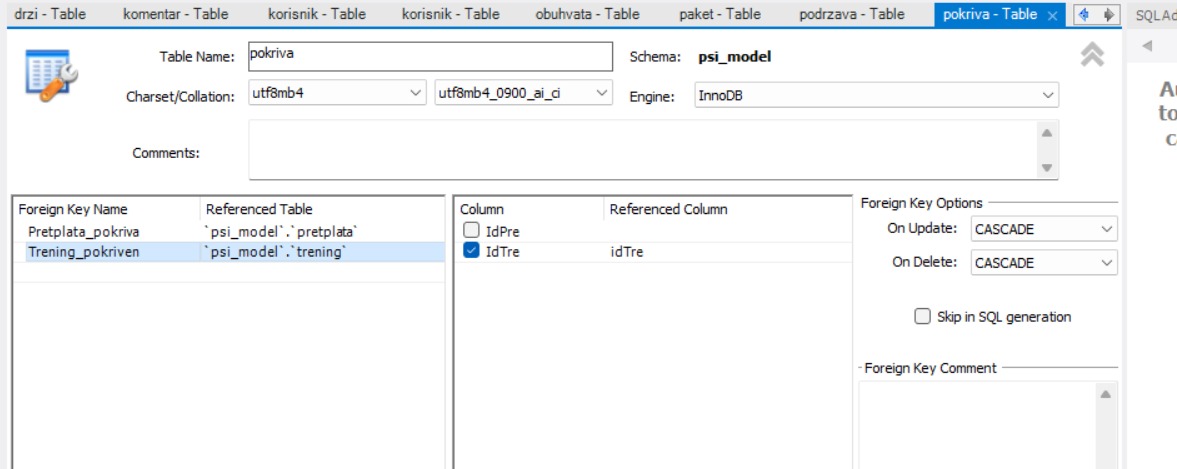 drzi - Table komentar - Table korisnik - Table korisnik - Table obuhvata - Table paket - Table podrzava - Table pokriva - Table × SQLAd
Table Name: pokriva Schema: psi_model
Charset/Collation: utf8mb4 utf8mb4_0900_ai_ci Engine: InnoDB
Comments:
Foreign Key Name Referenced Table Column Referenced Column Foreign Key Options
Pretplata_pokriva `psi_model`.`pretplata` IdPre On Update: CASCADE
Trening_pokriven `psi_model`.`trening` IdTre idTre On Delete: CASCADE
Skip in SQL generation
Foreign Key Comment